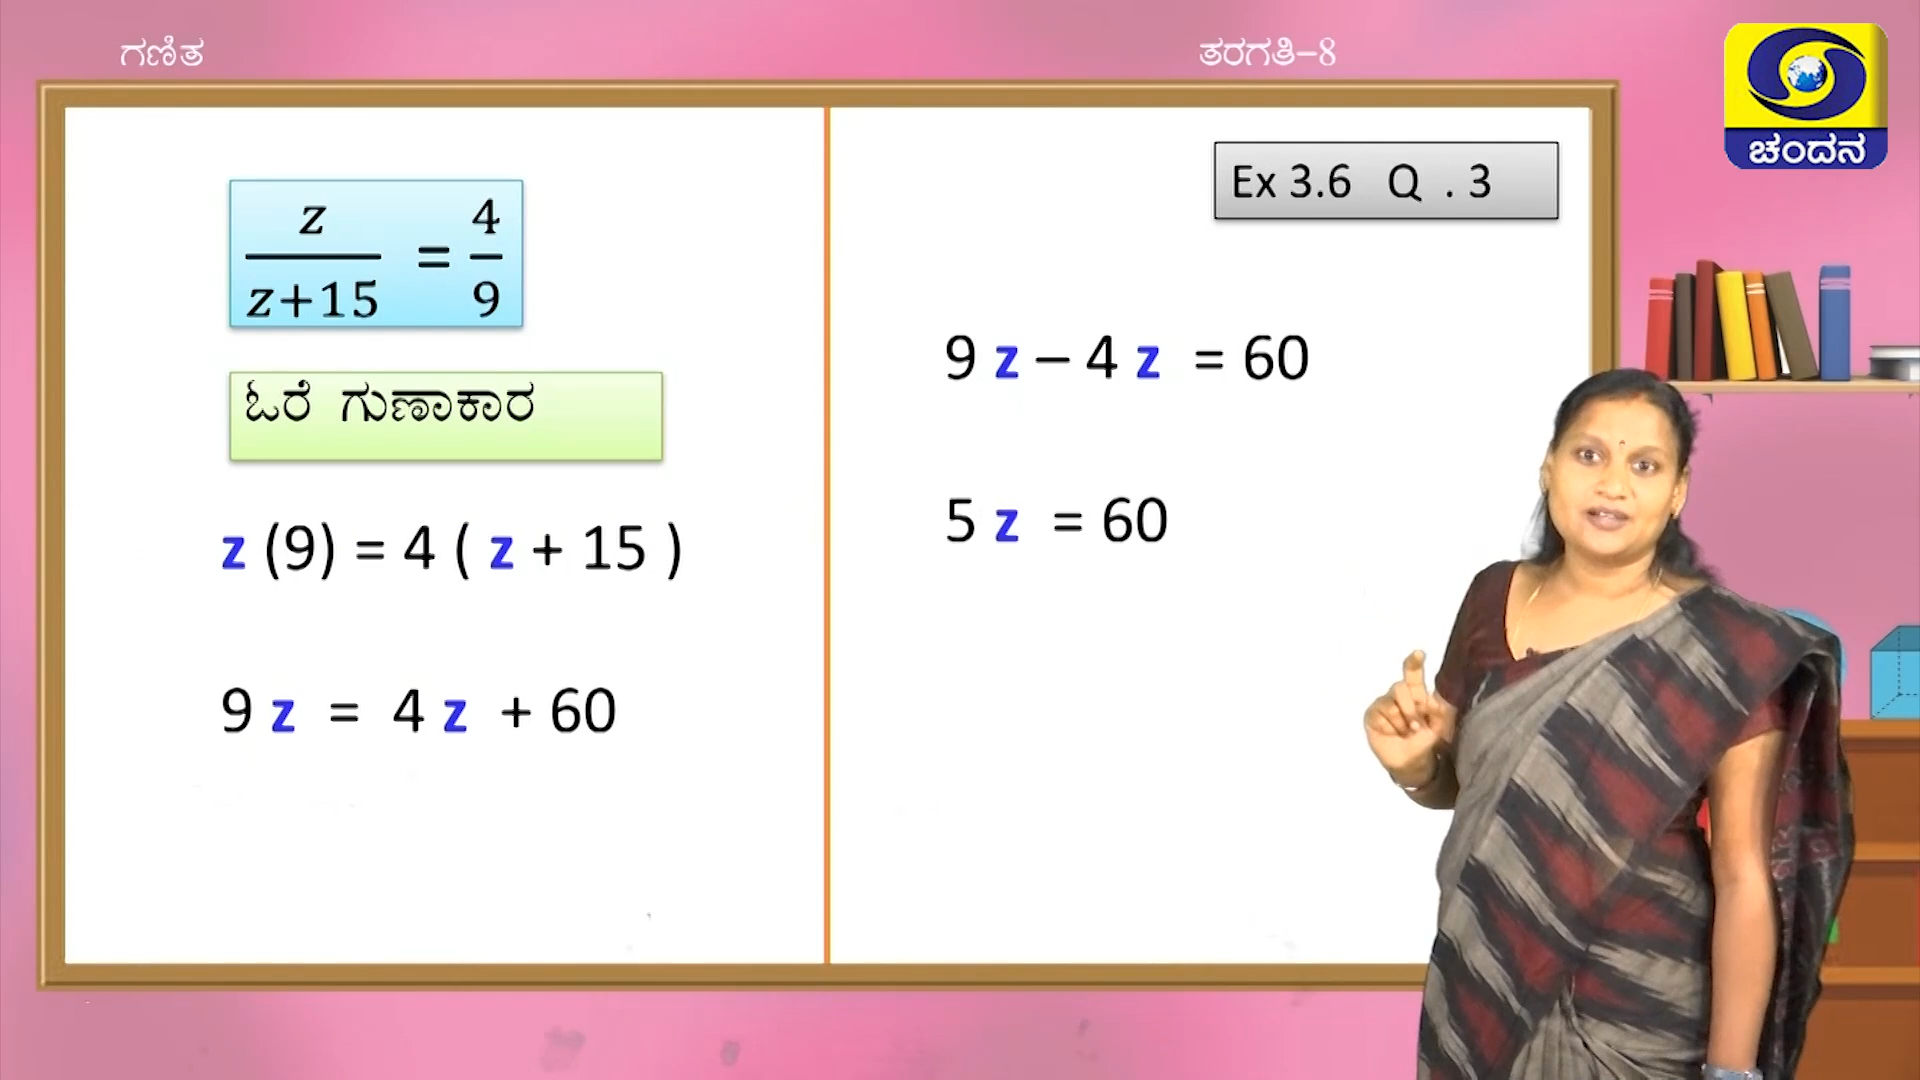 ಗಣಿತ
ತರಗತಿ–8
ಚಂದನ
z/(z+15) = 4/9
ಓರೆ ಗುಣಾಕಾರ
z (9) = 4 ( z + 15 )
9 z = 4 z + 60
Ex 3.6 Q . 3
9 z – 4 z = 60
5 z = 60